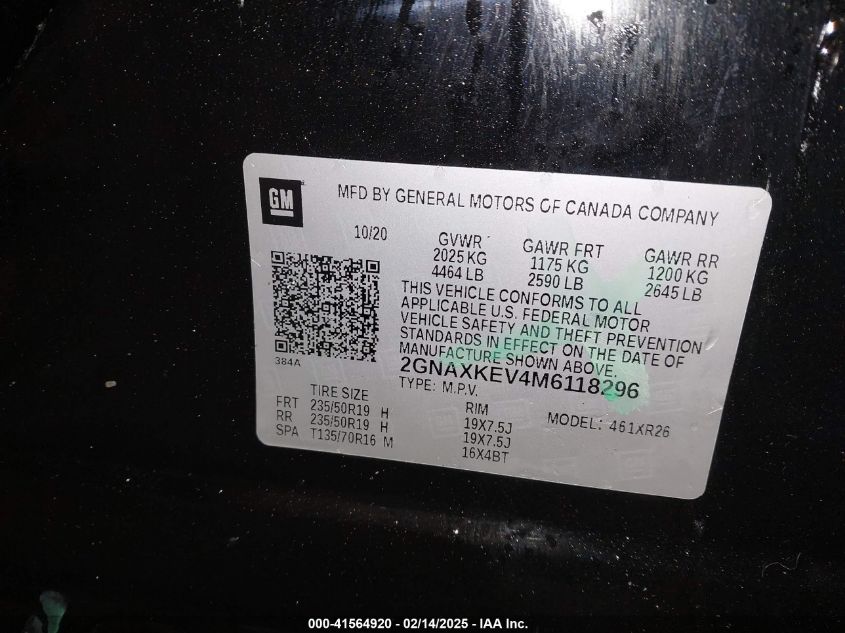 GM
MFD BY GENERAL MOTORS OF CANADA COMPANY
10/20 GVWR GAWR FRT GAWR RR
2025 KG 1175 KG 1200 KG
4464 LB 2590 LB 2645 LB
THIS VEHICLE CONFORMS TO ALL
APPLICABLE U.S. FEDERAL MOTOR
VEHICLE SAFETY AND THEFT PREVENTION
STANDARDS IN EFFECT ON THE DATE OF
MANUFACTURE SHOWN ABOVE.
384A
2GNAXKEV4M6118296
TYPE: M.P.V.
TIRE SIZE RIM MODEL: 461XR26
FRT 235/50R19 H 19X7.5J
RR 235/50R19 H 19X7.5J
SPA T135/70R16 M 16X4BT
000-41564920 - 02/14/2025 - IAA Inc.